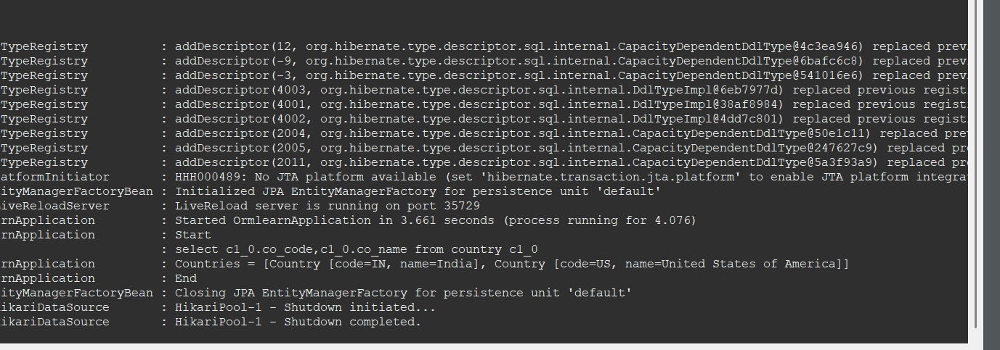 TypeRegistry : addDescriptor(12, org.hibernate.type.descriptor.sql.internal.CapacityDependentDdlType@4c3ea946) replaced
TypeRegistry : addDescriptor(-9, org.hibernate.type.descriptor.sql.internal.CapacityDependentDdlType@6bafc6c8) replaced
TypeRegistry : addDescriptor(-3, org.hibernate.type.descriptor.sql.internal.CapacityDependentDdlType@541016e6) replaced
TypeRegistry : addDescriptor(4003, org.hibernate.type.descriptor.sql.internal.DdlTypeImpl@6eb7977d) replaced previous
TypeRegistry : addDescriptor(4001, org.hibernate.type.descriptor.sql.internal.DdlTypeImpl@38af8984) replaced previous
TypeRegistry : addDescriptor(4002, org.hibernate.type.descriptor.sql.internal.DdlTypeImpl@4dd7c801) replaced previous
TypeRegistry : addDescriptor(2004, org.hibernate.type.descriptor.sql.internal.CapacityDependentDdlType@50e1c11) replaced
TypeRegistry : addDescriptor(2005, org.hibernate.type.descriptor.sql.internal.CapacityDependentDdlType@247627c9) replaced
TypeRegistry : addDescriptor(2011, org.hibernate.type.descriptor.sql.internal.CapacityDependentDdlType@5a3f93a9) replaced
atformInitiator : HHH000489: No JTA platform available (set 'hibernate.transaction.jta.platform' to enable JTA platform
ityManagerFactoryBean : Initialized JPA EntityManagerFactory for persistence unit 'default'
iveReloadServer : LiveReload server is running on port 35729
rnApplication : Started OrmlearnApplication in 3.661 seconds (process running for 4.076)
rnApplication : Start
: select c1_0.co_code,c1_0.co_name from country c1_0
rnApplication : Countries = [Country [code=IN, name=India], Country [code=US, name=United States of America]]
rnApplication : End
ityManagerFactoryBean : Closing JPA EntityManagerFactory for persistence unit 'default'
ikariDataSource : HikariPool-1 - Shutdown initiated...
ikariDataSource : HikariPool-1 - Shutdown completed.